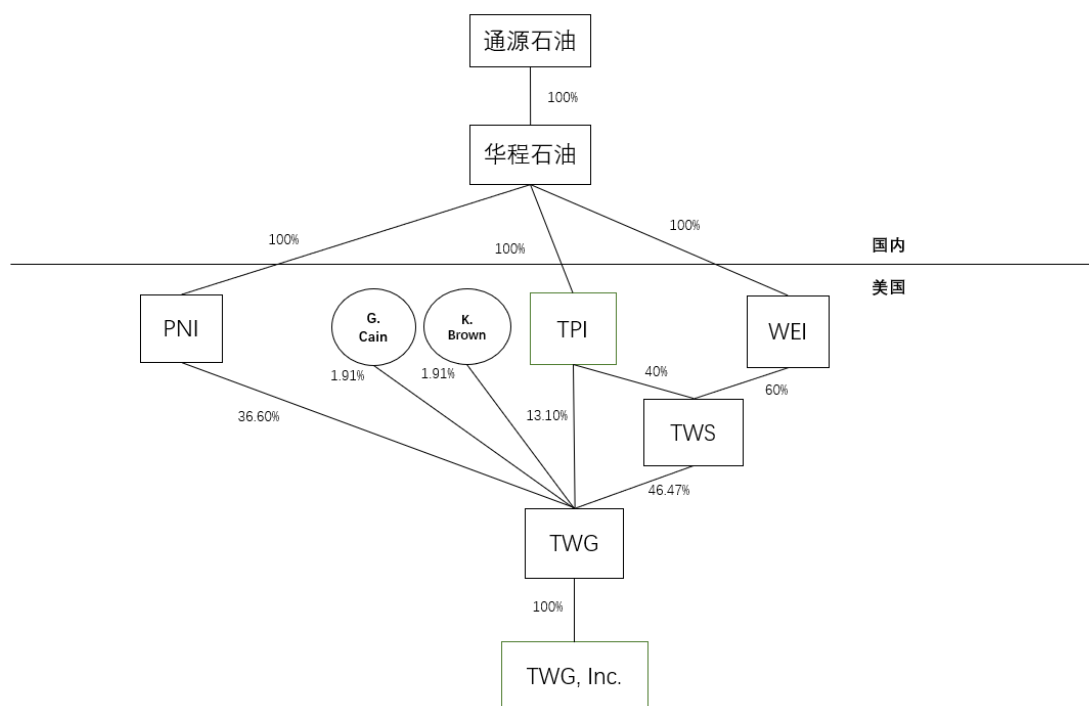 通源石油
100%
华程石油
100%
100%
100%
国内
美国
PNI
G.
Cain
K.
Brown
TPI
WEI
1.91%
1.91%
40%
60%
36.60%
13.10%
TWS
46.47%
TWG
100%
TWG, Inc.